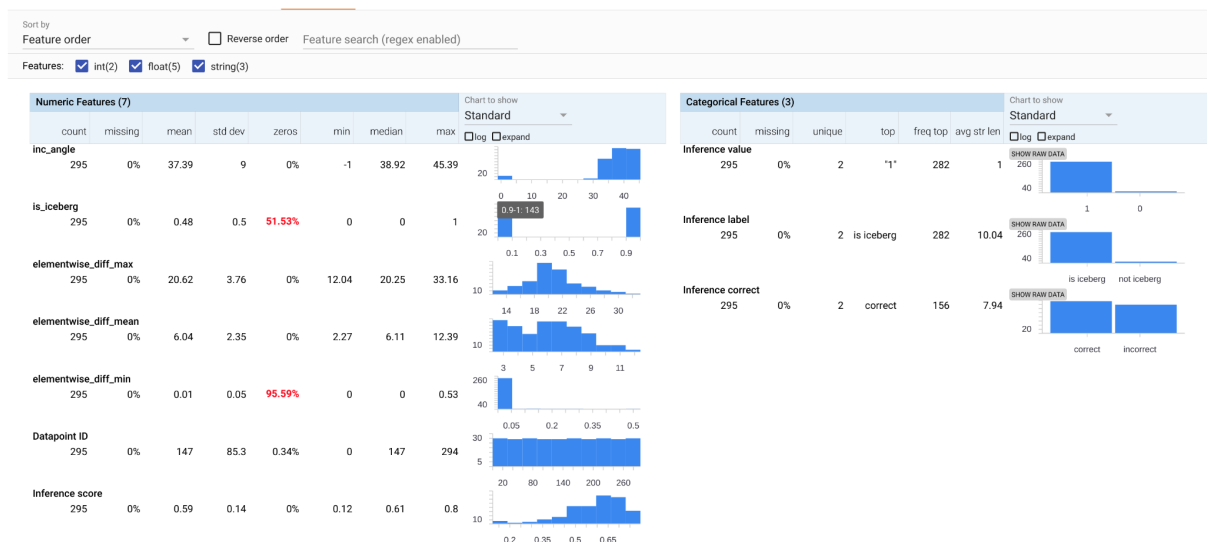 Sort by
Feature order
Reverse order
Feature search (regex enabled)
Features: int(2) float(5) string(3)
Numeric Features (7)
Chart to show
Standard
count missing mean std dev zeros min median max
log expand
inc_angle
295 0% 37.39 9 0% -1 38.92 45.39
20
0 10 20 30 40
is_iceberg
0.9-1: 143
295 0% 0.48 0.5 51.53% 0 0 1
20
0.1 0.3 0.5 0.7 0.9
elementwise_diff_max
295 0% 20.62 3.76 0% 12.04 20.25 33.16
10
14 18 22 26 30
elementwise_diff_mean
295 0% 6.04 2.35 0% 2.27 6.11 12.39
10
3 5 7 9 11
elementwise_diff_min
260
295 0% 0.01 0.05 95.59% 0 0 0.53
40
0.05 0.2 0.35 0.5
Datapoint ID
30
295 0% 147 85.3 0.34% 0 147 294
5
20 80 140 200 260
Inference score
295 0% 0.59 0.14 0% 0.12 0.61 0.8
10
0.2 0.35 0.5 0.65
Categorical Features (3)
Chart to show
Standard
count missing unique top freq top avg str len
log expand
Inference value
SHOW RAW DATA
295 0% 2 "1" 282 1
260
40
1 0
Inference label
SHOW RAW DATA
295 0% 2 is iceberg 282 10.04
260
40
is iceberg not iceberg
Inference correct
SHOW RAW DATA
295 0% 2 correct 156 7.94
20
correct incorrect